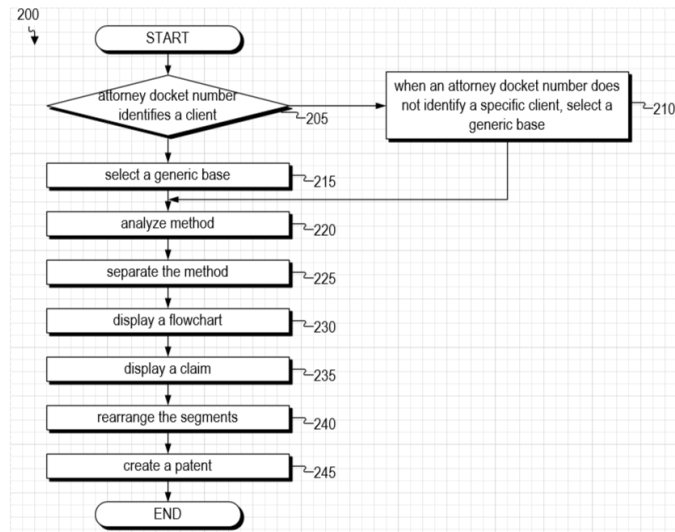 200
START
attorney docket number
identifies a client
205
when an attorney docket number does
not identify a specific client, select a
generic base
210
select a generic base
215
analyze method
220
separate the method
225
display a flowchart
230
display a claim
235
rearrange the segments
240
create a patent
245
END